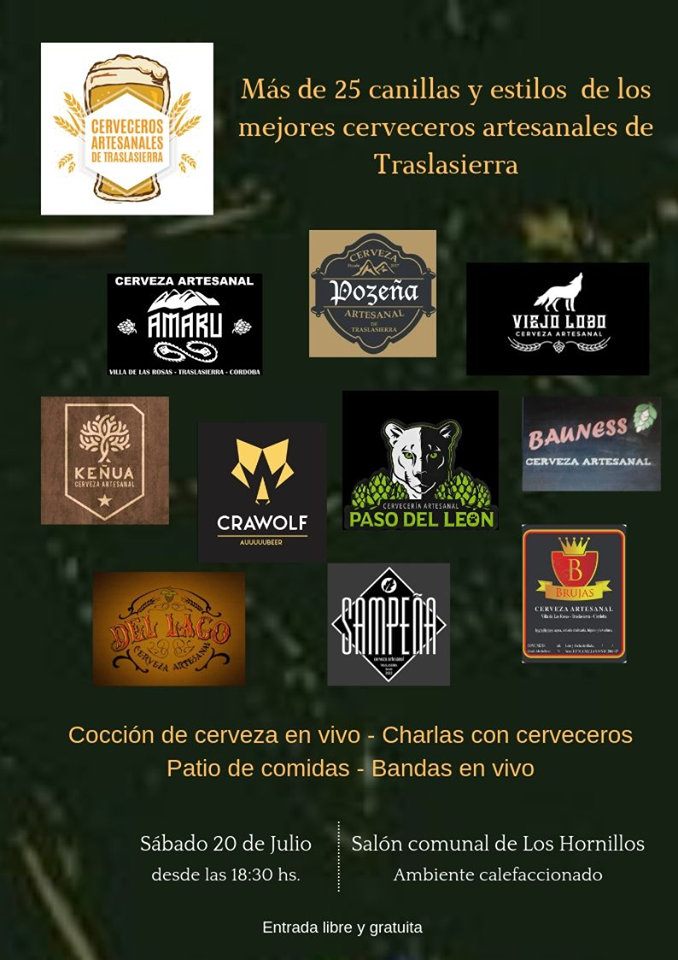 CERVECEROS
ARTESANALES
DE TRASLASIERRA
Más de 25 canillas y estilos de los
mejores cerveceros artesanales de
Traslasierra
CERVEZA ARTESANAL
AMARU
VILLA DE LAS ROSAS - TRASLASIERRA - CORDOBA
CERVEZA
Pozeña
ARTESANAL
DE
TRASLASIERRA
VIEJO LOBO
CERVEZA ARTESANAL
KEÑUA
CERVEZA ARTESANAL
CRAWOLF
AUUUUUBEER
CERVECERÍA ARTESANAL
PASO DEL LEÓN
BAUNESS
CERVEZA ARTESANAL
DEL LAGO
CERVEZA ARTESANAL
SAMPEÑA
cerveza artesanal
B
BRUJAS
CERVEZA ARTESANAL
Villa de Las Rosas - Traslasierra - Córdoba
Cocción de cerveza en vivo - Charlas con cerveceros
Patio de comidas - Bandas en vivo
Sábado 20 de Julio
desde las 18:30 hs.
Salón comunal de Los Hornillos
Ambiente calefaccionado
Entrada libre y gratuita